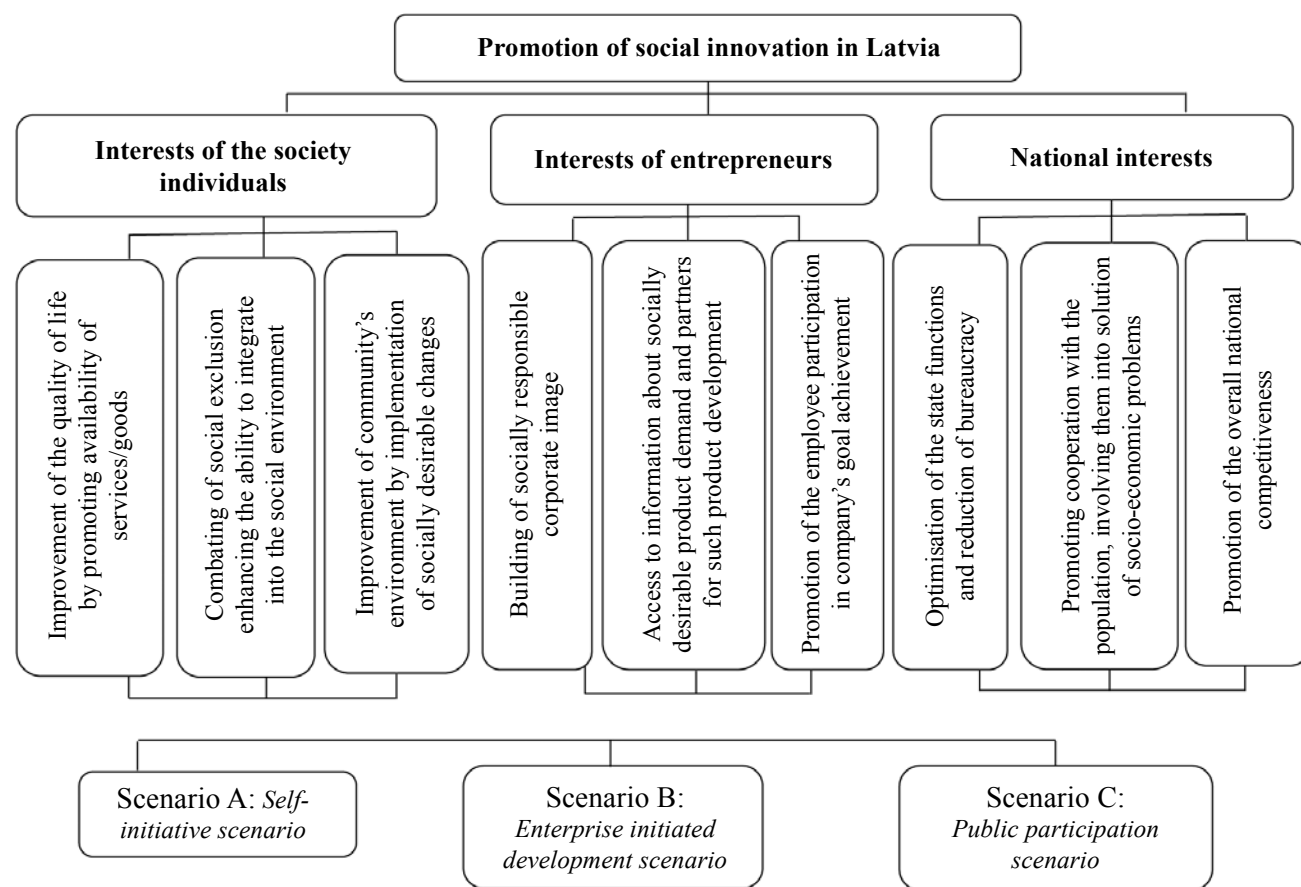 Promotion of social innovation in Latvia
Interests of the society
individuals
Interests of entrepreneurs
National interests
Improvement of the quality of life
by promoting availability of
services/goods
Combating of social exclusion
enhancing the ability to integrate
into the social environment
Improvement of community’s
environment by implementation
of socially desirable changes
Building of socially responsible
corporate image
Access to information about socially
desirable product demand and partners
for such product development
Promotion of the employee participation
in company’s goal achievement
Optimisation of the state functions
and reduction of bureaucracy
Promoting cooperation with the
population, involving them into solution
of socio-economic problems
Promotion of the overall national
competitiveness
Scenario A: Self-
initiative scenario
Scenario B:
Enterprise initiated
development scenario
Scenario C:
Public participation
scenario